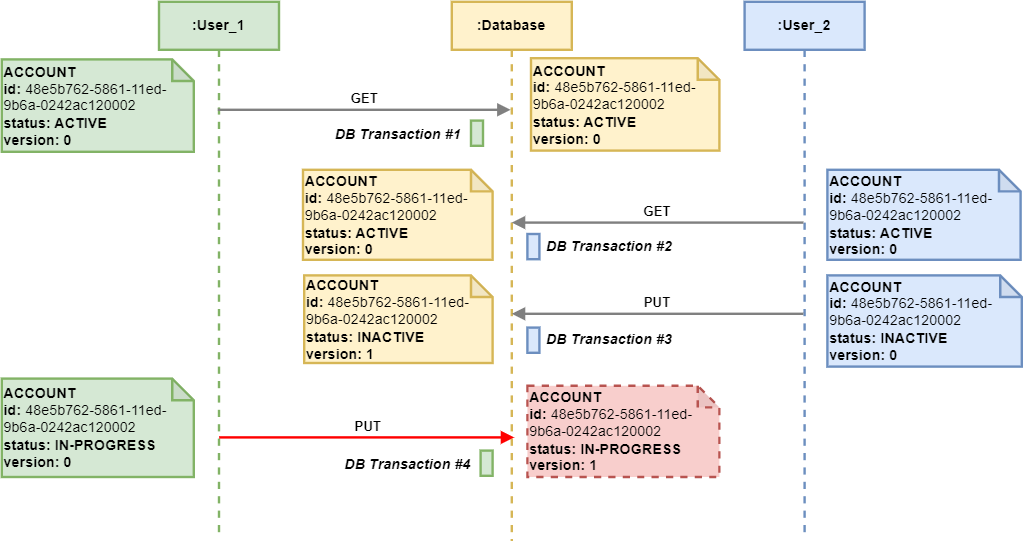 :User_1
:Database
:User_2
ACCOUNT
id: 48e5b762-5861-11ed-
9b6a-0242ac120002
status: ACTIVE
version: 0
GET
DB Transaction #1
ACCOUNT
id: 48e5b762-5861-11ed-
9b6a-0242ac120002
status: ACTIVE
version: 0
ACCOUNT
id: 48e5b762-5861-11ed-
9b6a-0242ac120002
status: ACTIVE
version: 0
GET
DB Transaction #2
ACCOUNT
id: 48e5b762-5861-11ed-
9b6a-0242ac120002
status: ACTIVE
version: 0
ACCOUNT
id: 48e5b762-5861-11ed-
9b6a-0242ac120002
status: INACTIVE
version: 1
PUT
DB Transaction #3
ACCOUNT
id: 48e5b762-5861-11ed-
9b6a-0242ac120002
status: INACTIVE
version: 0
ACCOUNT
id: 48e5b762-5861-11ed-
9b6a-0242ac120002
status: IN-PROGRESS
version: 0
PUT
DB Transaction #4
ACCOUNT
id: 48e5b762-5861-11ed-
9b6a-0242ac120002
status: IN-PROGRESS
version: 1